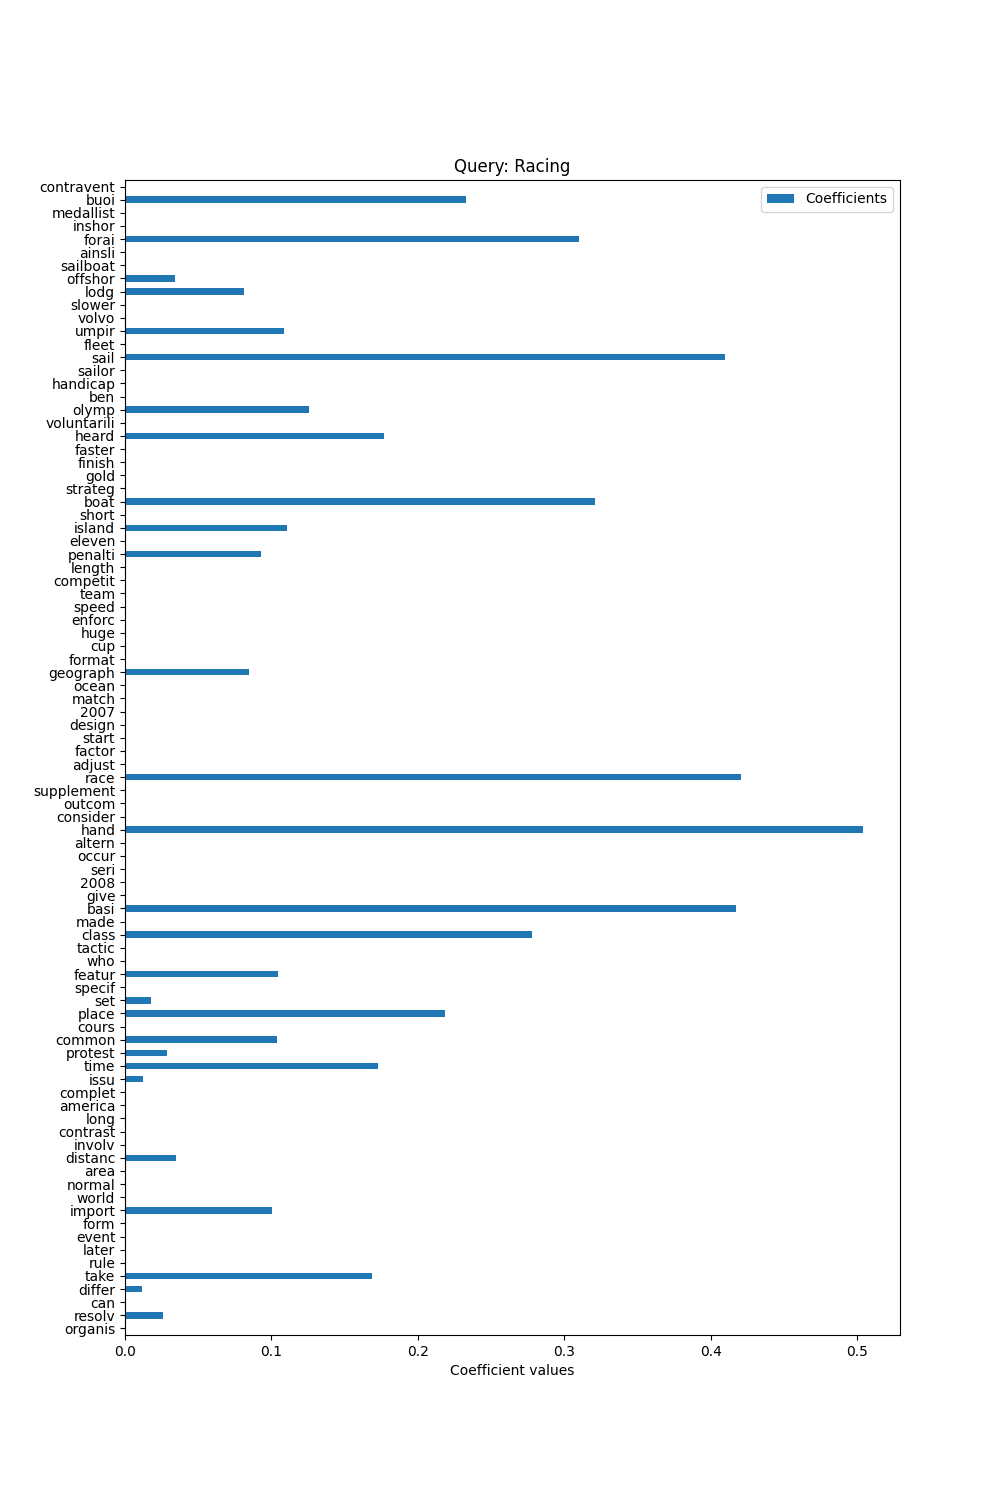 Query: Racing
contravent
buoi
medallist
inshor
forai
ainsli
sailboat
offshor
lodg
slower
volvo
umpir
fleet
sail
sailor
handicap
ben
olymp
voluntarili
heard
faster
finish
gold
strateg
boat
short
island
eleven
penalti
length
competit
team
speed
enforc
huge
cup
format
geograph
ocean
match
2007
design
start
factor
adjust
race
supplement
outcom
consider
hand
altern
occur
seri
2008
give
basi
made
class
tactic
who
featur
specif
set
place
cours
common
protest
time
issu
complet
america
long
contrast
involv
distanc
area
normal
world
import
form
event
later
rule
take
differ
can
resolv
organis
Coefficients
0.0 0.1 0.2 0.3 0.4 0.5
Coefficient values